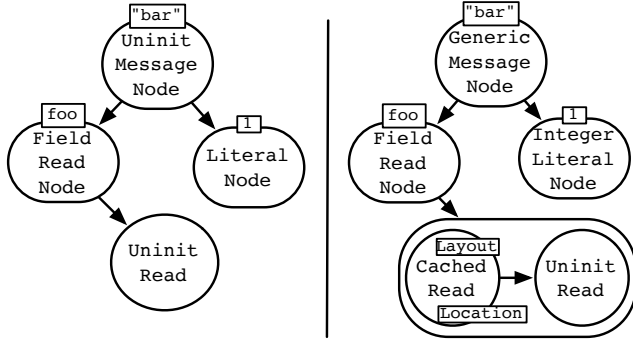 "bar"
Uninit
Message
Node
foo
Field
Read
Node
1
Literal
Node
Uninit
Read
"bar"
Generic
Message
Node
foo
Field
Read
Node
1
Integer
Literal
Node
Layout
Cached
Read
Location
Uninit
Read